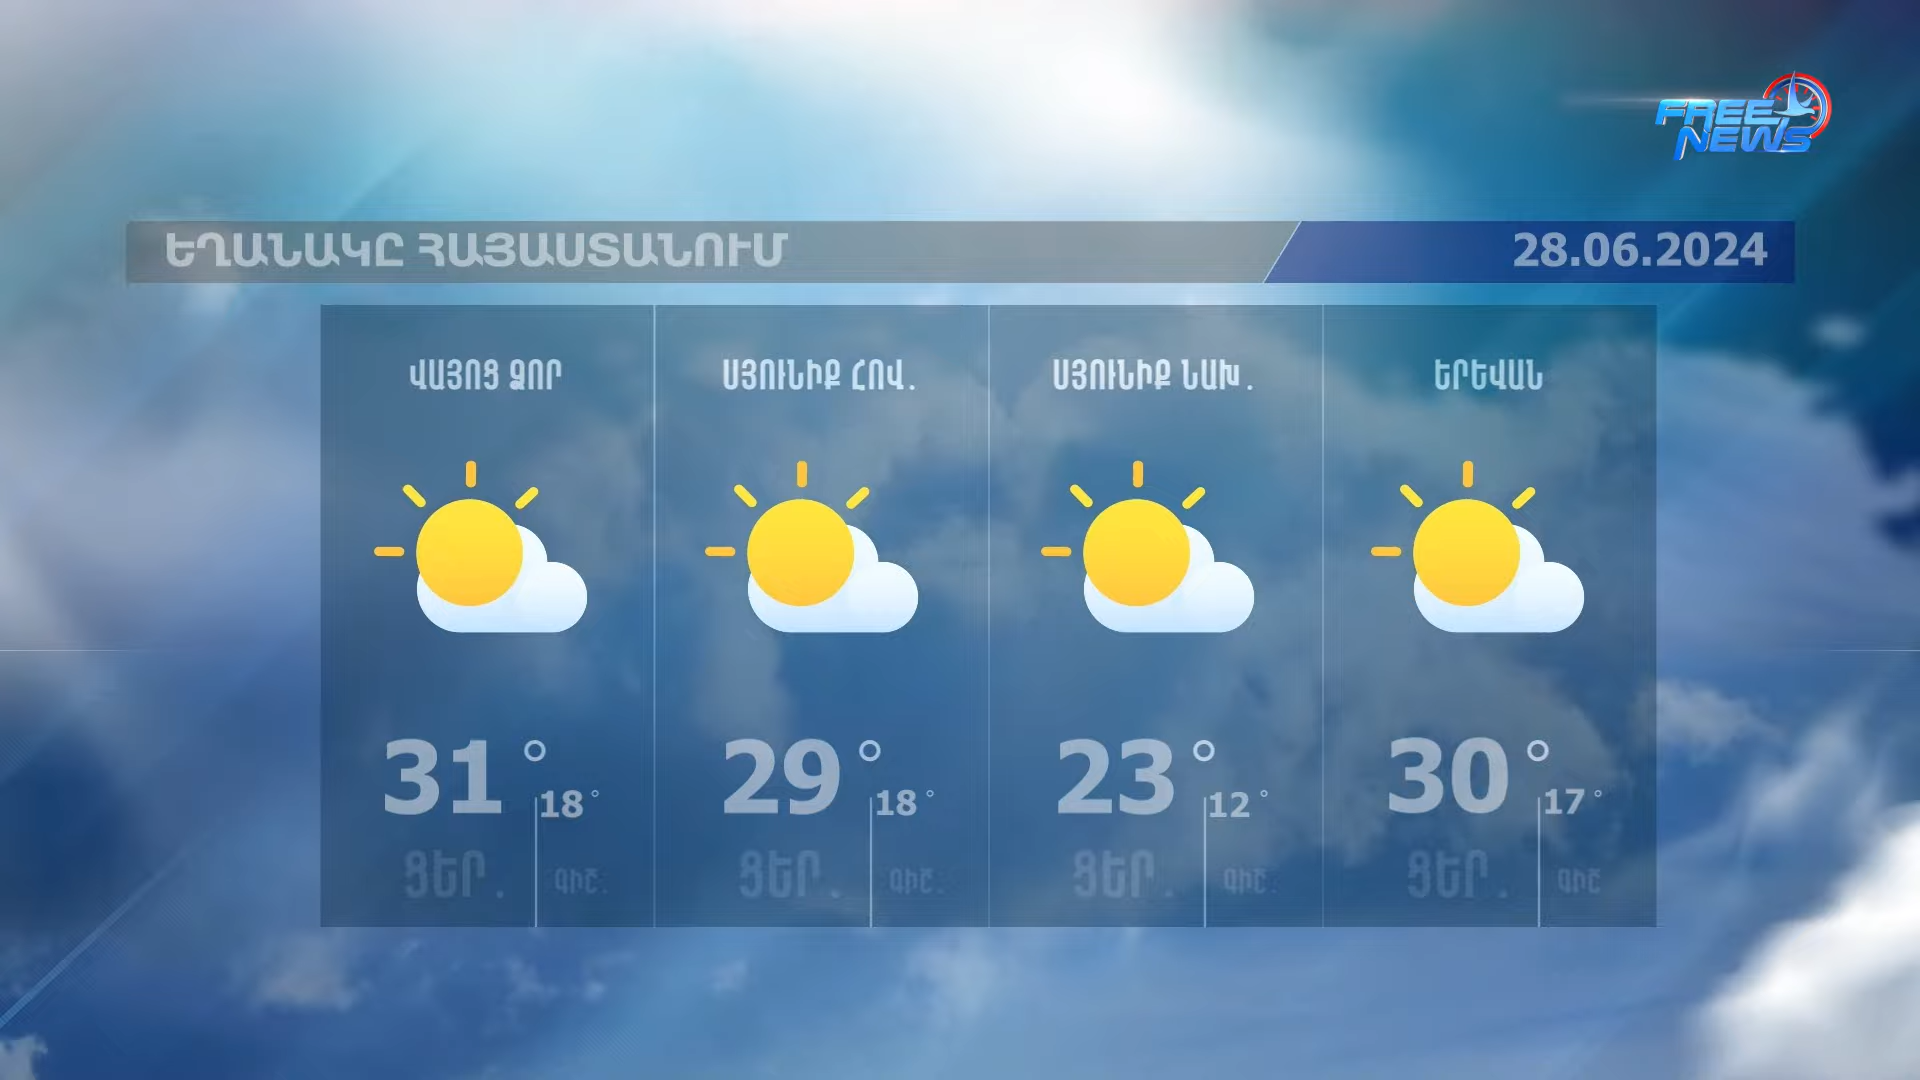 FREE
NEWS
ԵՂԱՆԱԿԸ ՀԱՅԱՍՏԱՆՈՒՄ
28.06.2024
ՎԱՅՈՑ ՁՈՐ
ՍՅՈՒՆԻՔ ՀՈՎ.
ՍՅՈՒՆԻՔ ՆԱԽ.
ԵՐԵՎԱՆ
31° 18°
29° 18°
23° 12°
30° 17°
ՑԵՐ. ԳԻՇ.
ՑԵՐ. ԳԻՇ.
ՑԵՐ. ԳԻՇ.
ՑԵՐ. ԳԻՇ